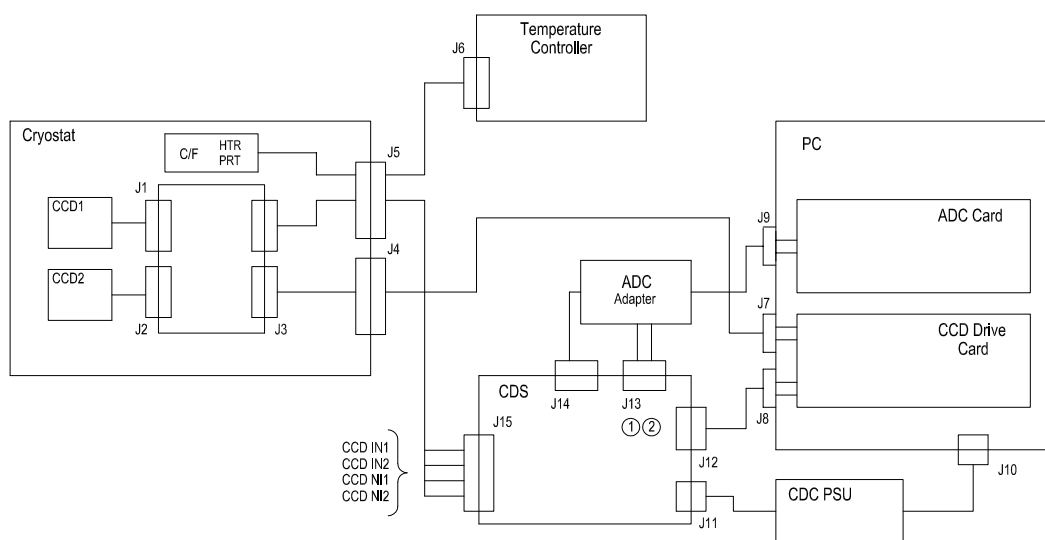 Temperature
Controller
J6
Cryostat
PC
C/F
HTR
PRT
J5
J1
CCD1
CCD2
J2
J3
J4
J9
ADC Card
ADC
Adapter
J7
CCD Drive
Card
J8
CDS
J14
J13
① ②
J15
J12
CCD IN1
CCD IN2
CCD NI1
CCD NI2
J10
CDC PSU
J11